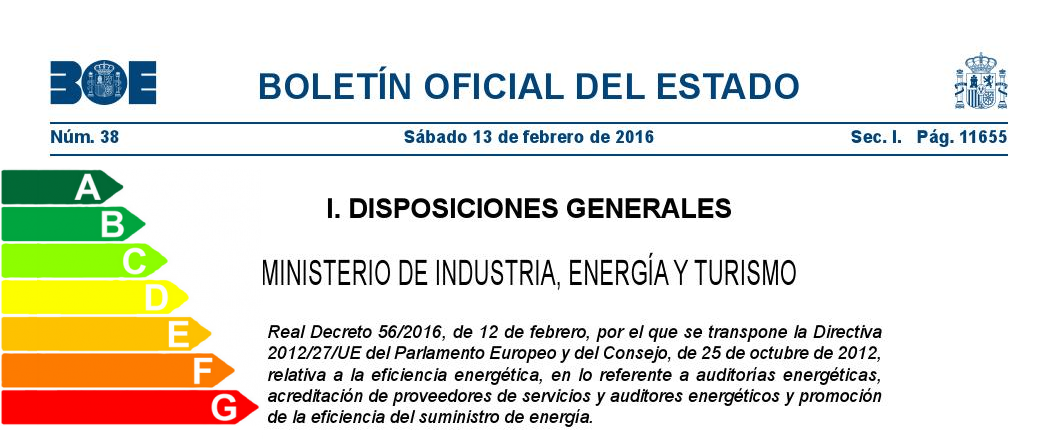 BOE
BOLETÍN OFICIAL DEL ESTADO
Núm. 38
Sábado 13 de febrero de 2016
Sec. I. Pág. 11655
A
B
C
D
E
F
G
I. DISPOSICIONES GENERALES
MINISTERIO DE INDUSTRIA, ENERGÍA Y TURISMO
Real Decreto 56/2016, de 12 de febrero, por el que se transpone la Directiva
2012/27/UE del Parlamento Europeo y del Consejo, de 25 de octubre de 2012,
relativa a la eficiencia energética, en lo referente a auditorías energéticas,
acreditación de proveedores de servicios y auditores energéticos y promoción
de la eficiencia del suministro de energía.